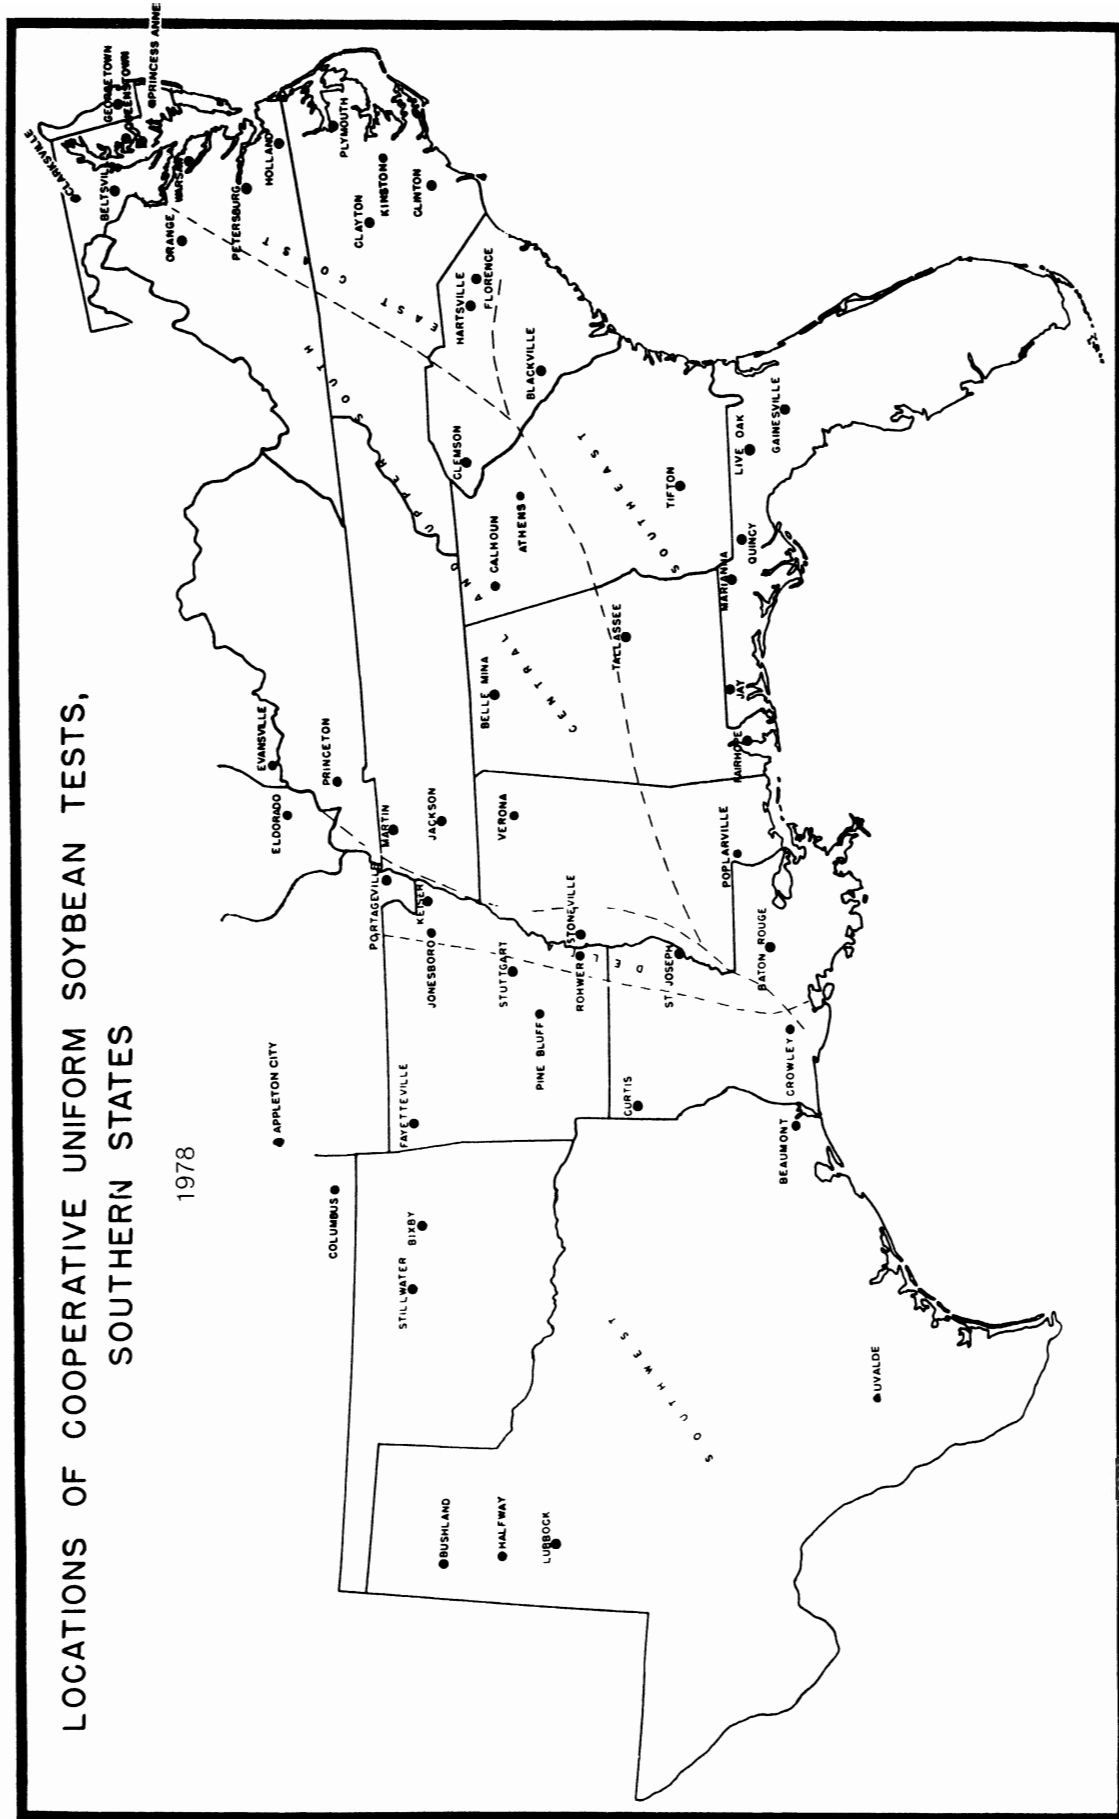 LOCATIONS OF COOPERATIVE UNIFORM SOYBEAN TESTS,
SOUTHERN STATES
1978
CLARKSVILLE
GEORGETOWN
QUEENSTOWN
PRINCESS ANNE
BELTSVILLE
WARSAW
ORANGE
PETERSBURG
HOLLAND
PLYMOUTH
KINSTON
CLAYTON
CLINTON
EVANSVILLE
ELDORADO
PRINCETON
APPLETON CITY
COLUMBUS
PORTAGEVILLE
MARTIN
JACKSON
KEISER
JONESBORO
FAYETTEVILLE
STILLWATER
BIXBY
BUSHLAND
HALFWAY
LUBBOCK
STUTTGART
PINE BLUFF
ROHWER
STONEVILLE
VERONA
BELLE MINA
CALHOUN
ATHENS
CLEMSON
HARTSVILLE
FLORENCE
BLACKVILLE
TALLASSEE
TIFTON
CURTIS
ST JOSEPH
POPLARVILLE
BATON ROUGE
CROWLEY
BEAUMONT
UVALDE
FAIRHOPE
JAY
MARIANNA
QUINCY
LIVE OAK
GAINESVILLE
UPPER
CENTRAL
AND
SOUTH
EAST COAST
SOUTHEAST
SOUTHWEST